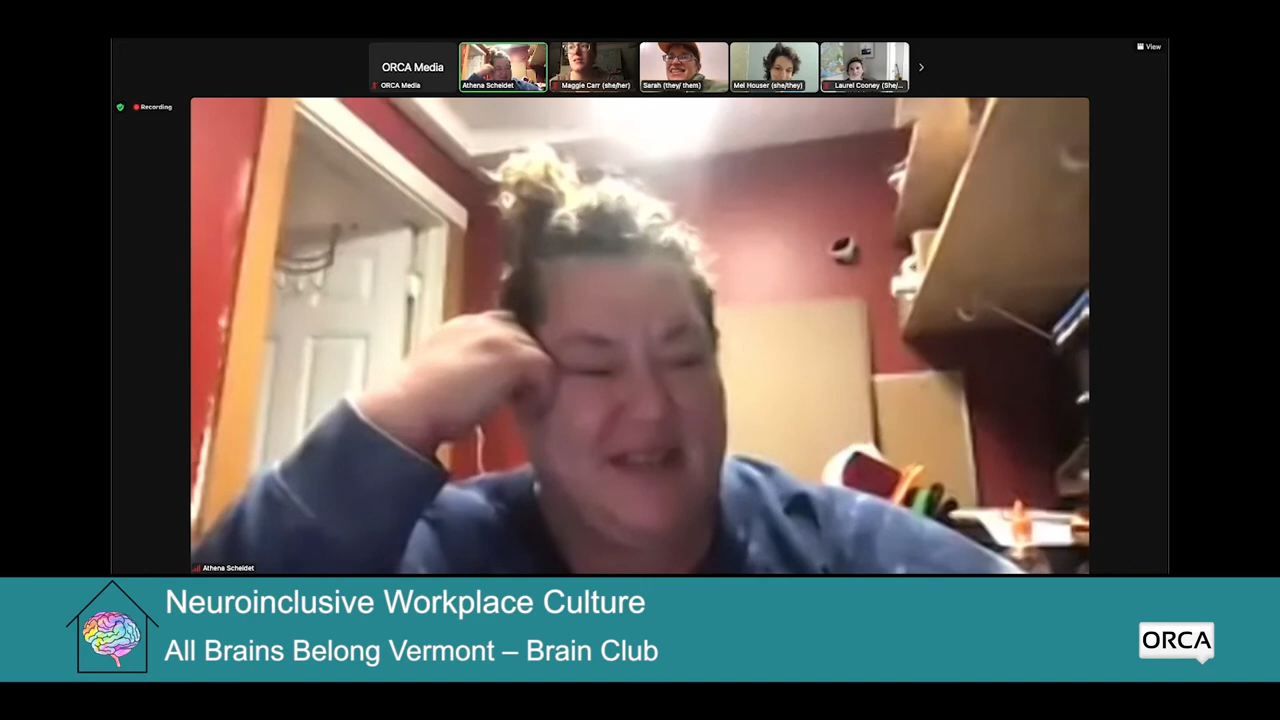 View
ORCA Media
ORCA Media
Athena Scheidet
Maggie Carr (she/her)
Sarah (they/ them)
Mel Houser (she/they)
Laurel Cooney (She/...
Recording
Athena Scheidet
Neuroinclusive Workplace Culture
All Brains Belong Vermont – Brain Club
ORCA